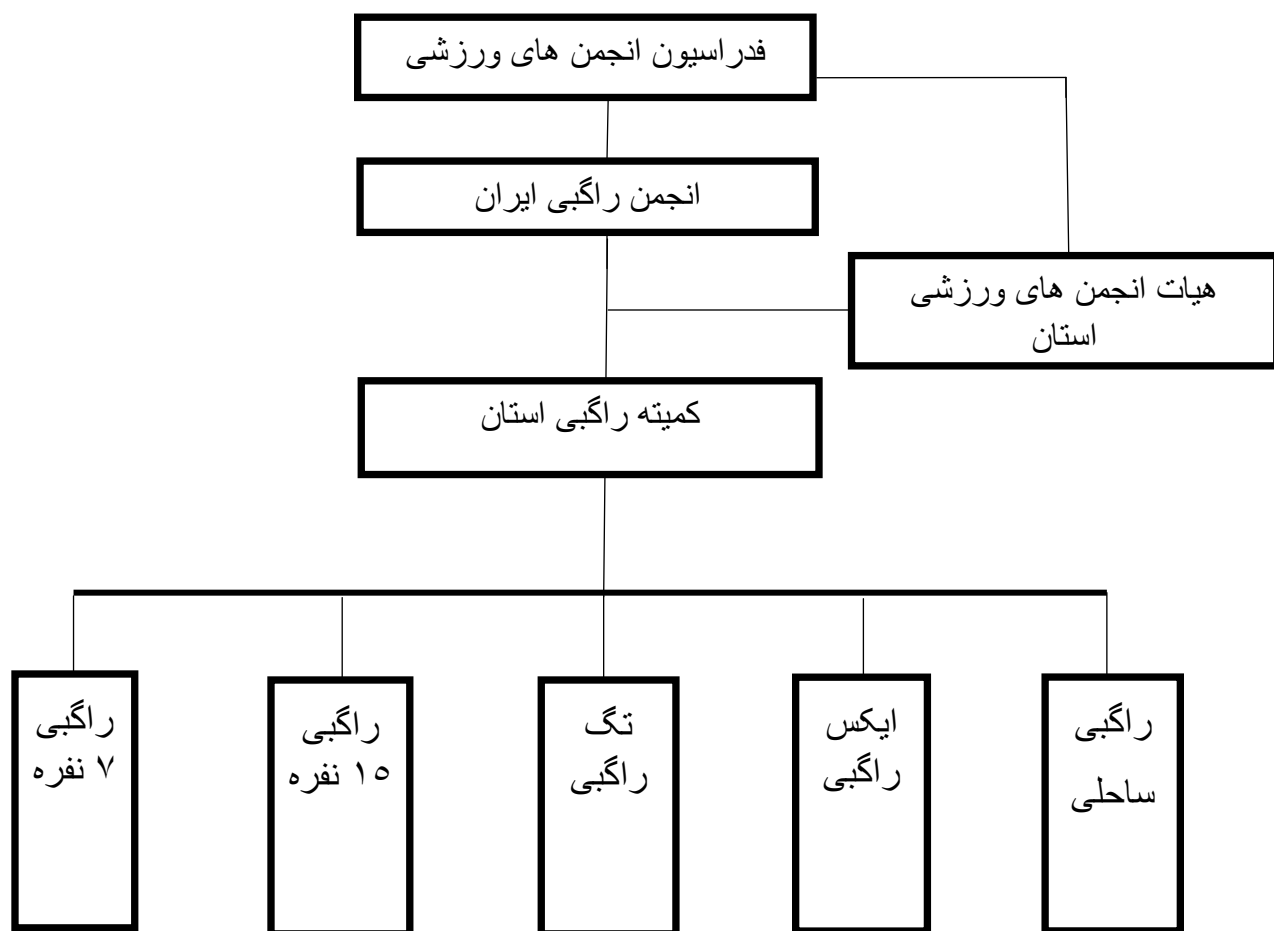 فدراسیون انجمن های ورزشی
انجمن راگبی ایران
هیات انجمن های ورزشی
استان
کمیته راگبی استان
راگبی
ساحلی
ایکس
راگبی
تگ
راگبی
راگبی
۱۵ نفره
راگبی
۷ نفره